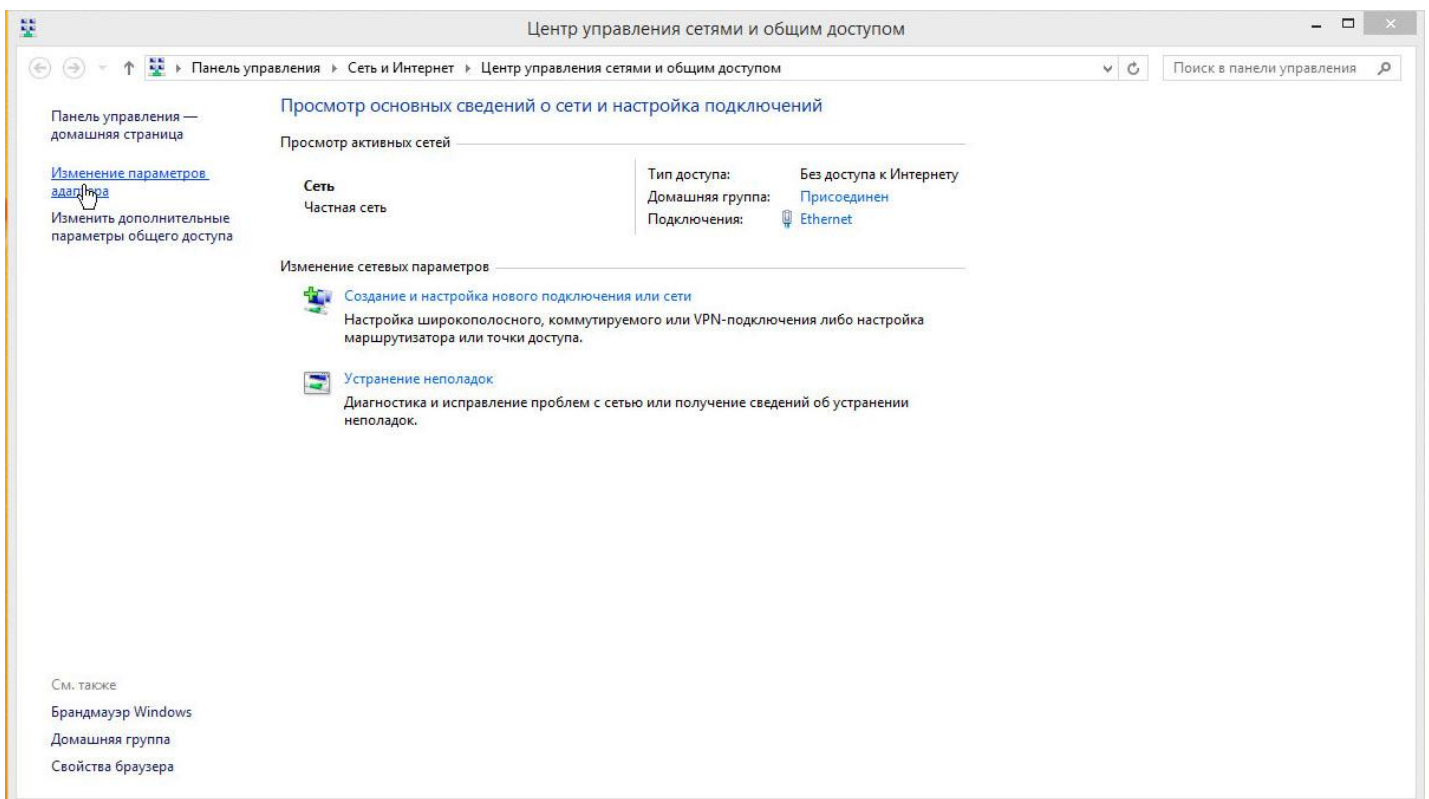 Центр управления сетями и общим доступом
Панель управления Сеть и Интернет Центр управления сетями и общим доступом
Поиск в панели управления
Панель управления —
домашняя страница
Изменение параметров
адаптера
Изменить дополнительные
параметры общего доступа
Просмотр основных сведений о сети и настройка подключений
Просмотр активных сетей
Сеть
Частная сеть
Тип доступа: Без доступа к Интернету
Домашняя группа: Присоединен
Подключения: Ethernet
Изменение сетевых параметров
Создание и настройка нового подключения или сети
Настройка широкополосного, коммутируемого или VPN-подключения либо настройка
маршрутизатора или точки доступа.
Устранение неполадок
Диагностика и исправление проблем с сетью или получение сведений об устранении
неполадок.
См. также
Брандмауэр Windows
Домашняя группа
Свойства браузера